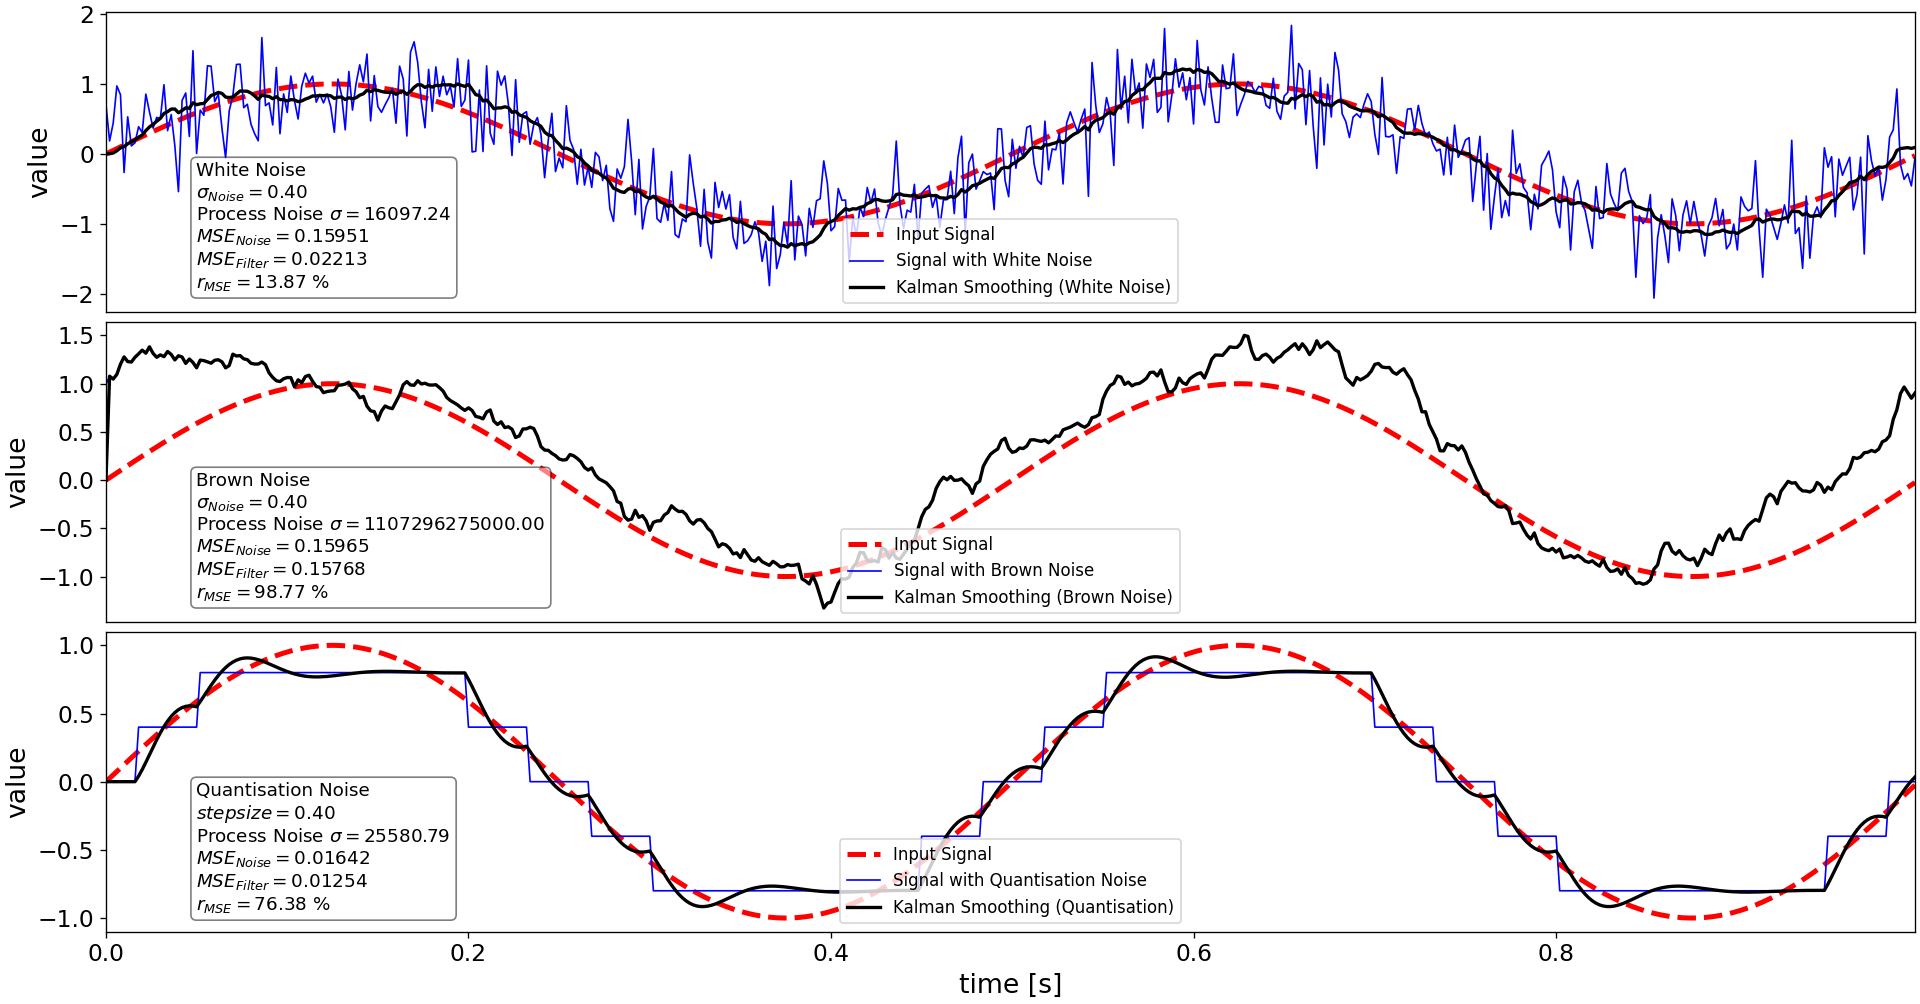 2
1
0
−1
−2
value
White Noise
σNoise = 0.40
Process Noise σ = 16097.24
MSENoise = 0.15951
MSEFilter = 0.02213
rMSE = 13.87 %
Input Signal
Signal with White Noise
Kalman Smoothing (White Noise)
1.5
1.0
0.5
0.0
−0.5
−1.0
value
Brown Noise
σNoise = 0.40
Process Noise σ = 1107296275000.00
MSENoise = 0.15965
MSEFilter = 0.15768
rMSE = 98.77 %
Input Signal
Signal with Brown Noise
Kalman Smoothing (Brown Noise)
1.0
0.5
0.0
−0.5
−1.0
value
Quantisation Noise
stepsize = 0.40
Process Noise σ = 25580.79
MSENoise = 0.01642
MSEFilter = 0.01254
rMSE = 76.38 %
Input Signal
Signal with Quantisation Noise
Kalman Smoothing (Quantisation)
0.0 0.2 0.4 0.6 0.8
time [s]